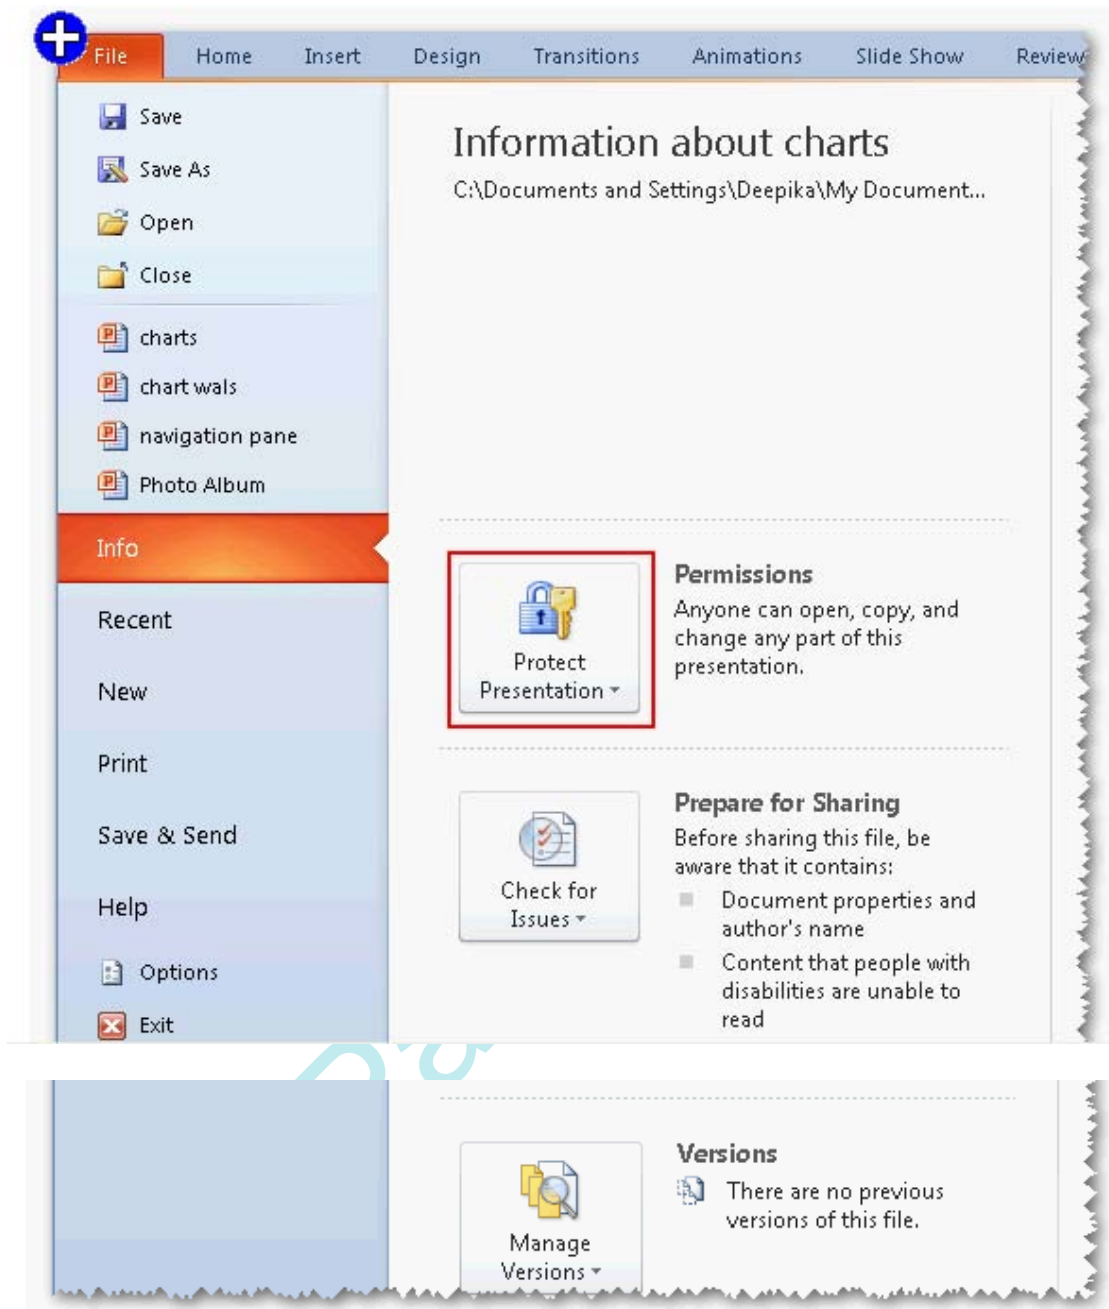 File Home Insert Design Transitions Animations Slide Show Review
Save
Save As
Open
Close
charts
chart wals
navigation pane
Photo Album
Info
Recent
New
Print
Save & Send
Help
Options
Exit
Information about charts
C:\Documents and Settings\Deepika\My Document...
Protect
Presentation
Permissions
Anyone can open, copy, and
change any part of this
presentation.
Check for
Issues
Prepare for Sharing
Before sharing this file, be
aware that it contains:
Document properties and
author's name
Content that people with
disabilities are unable to
read
Manage
Versions
Versions
There are no previous
versions of this file.